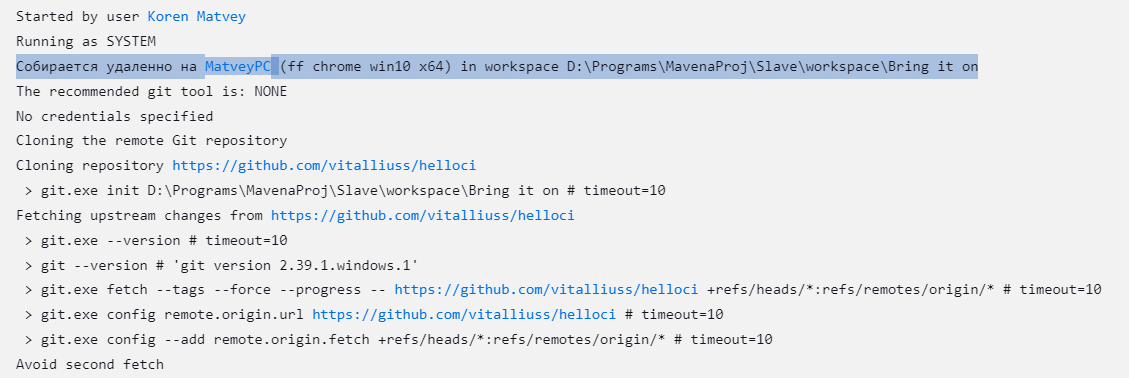 Started by user Koren Matvey
Running as SYSTEM
Собирается удаленно на MatveyPC (ff chrome win10 x64) in workspace D:\Programs\MavenaProj\Slave\workspace\Bring it on
The recommended git tool is: NONE
No credentials specified
Cloning the remote Git repository
Cloning repository https://github.com/vitalliuss/helloci
 > git.exe init D:\Programs\MavenaProj\Slave\workspace\Bring it on # timeout=10
Fetching upstream changes from https://github.com/vitalliuss/helloci
 > git.exe --version # timeout=10
 > git --version # 'git version 2.39.1.windows.1'
 > git.exe fetch --tags --force --progress -- https://github.com/vitalliuss/helloci +refs/heads/*:refs/remotes/origin/* # timeout=10
 > git.exe config remote.origin.url https://github.com/vitalliuss/helloci # timeout=10
 > git.exe config --add remote.origin.fetch +refs/heads/*:refs/remotes/origin/* # timeout=10
Avoid second fetch